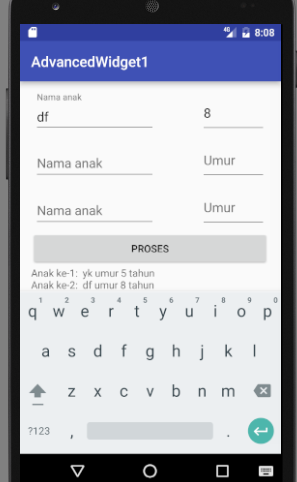 8:08
AdvancedWidget1
Nama anak
df 8
Nama anak Umur
Nama anak Umur
PROSES
Anak ke-1: yk umur 5 tahun
Anak ke-2: df umur 8 tahun
1 2 3 4 5 6 7 8 9 0
q w e r t y u i o p
a s d f g h j k l
z x c v b n m
?123 , .